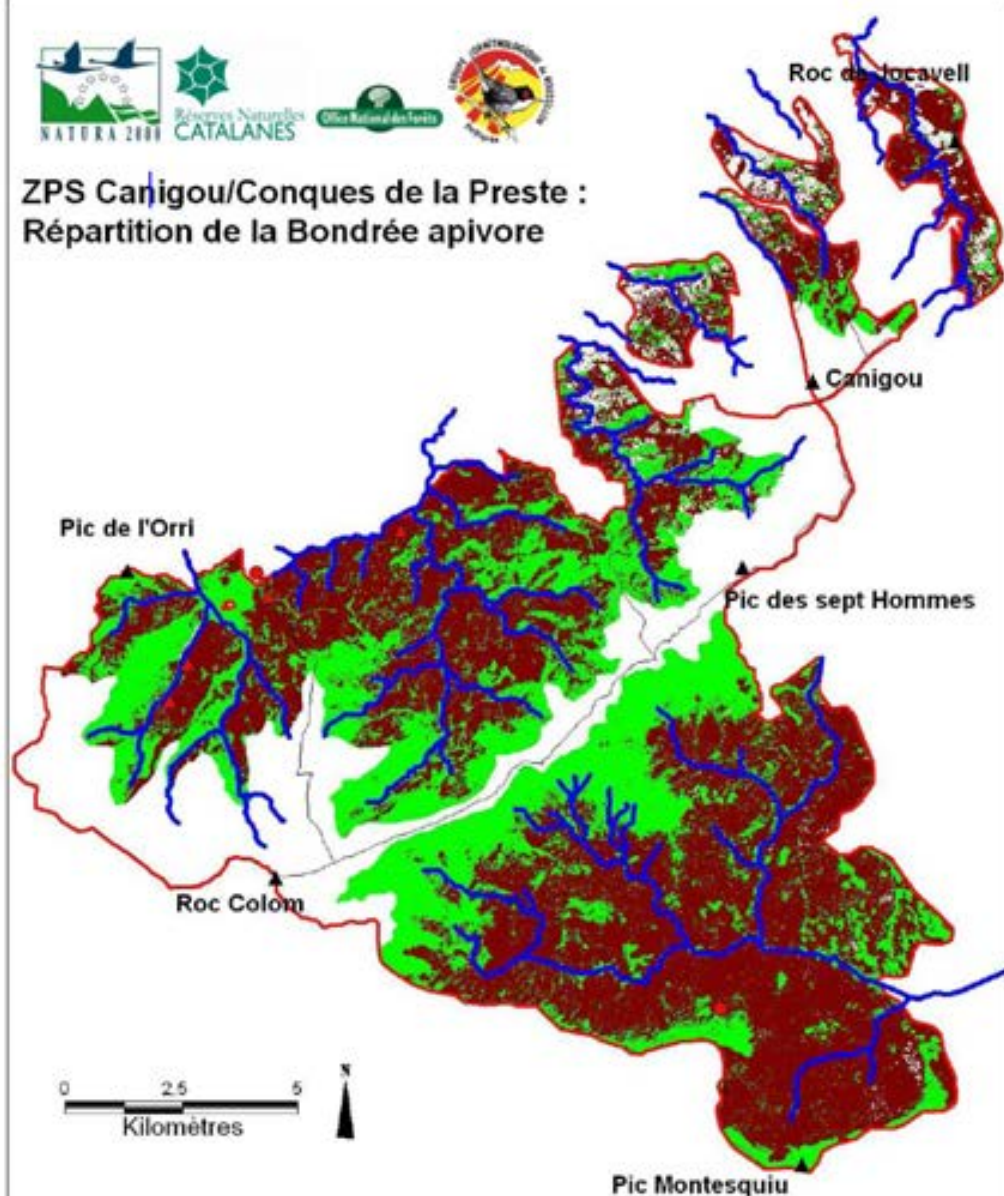 NATURA 2000
Réserves Naturelles
CATALANES
Office National des Forêts
ZPS Canigou/Conques de la Preste :
Répartition de la Bondrée apivore
Roc de Jocavell
Canigou
Pic de l'Orri
Pic des sept Hommes
Roc Colom
N
0 2.5 5
Kilomètres
Pic Montesquiu